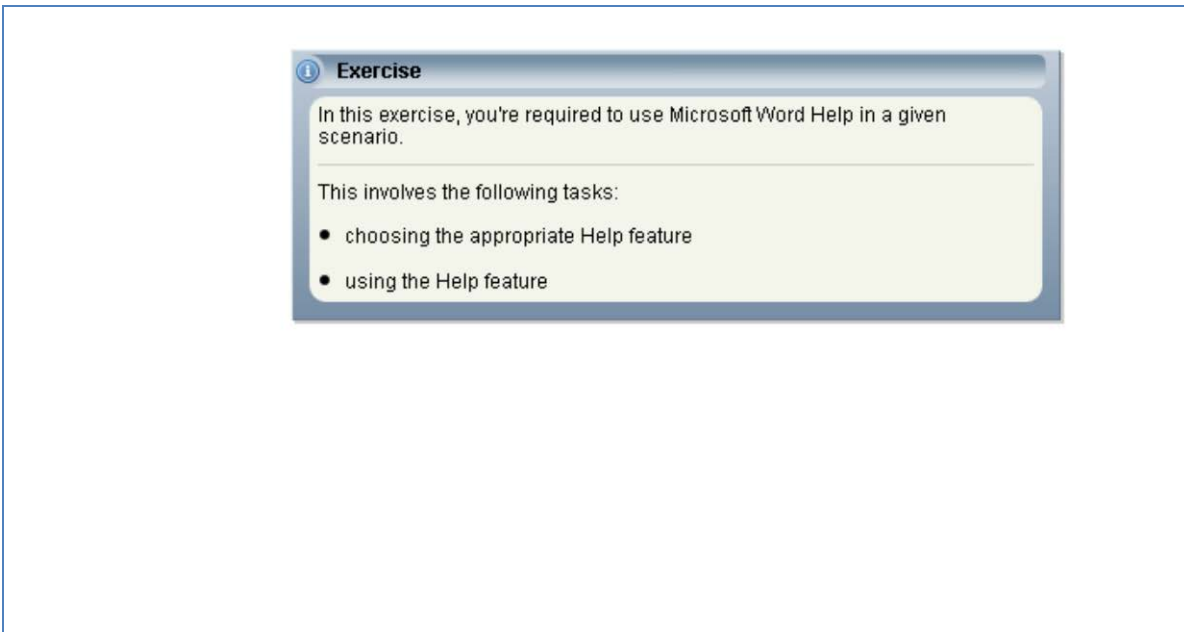 Exercise
In this exercise, you're required to use Microsoft Word Help in a given
scenario.
This involves the following tasks:
• choosing the appropriate Help feature
• using the Help feature